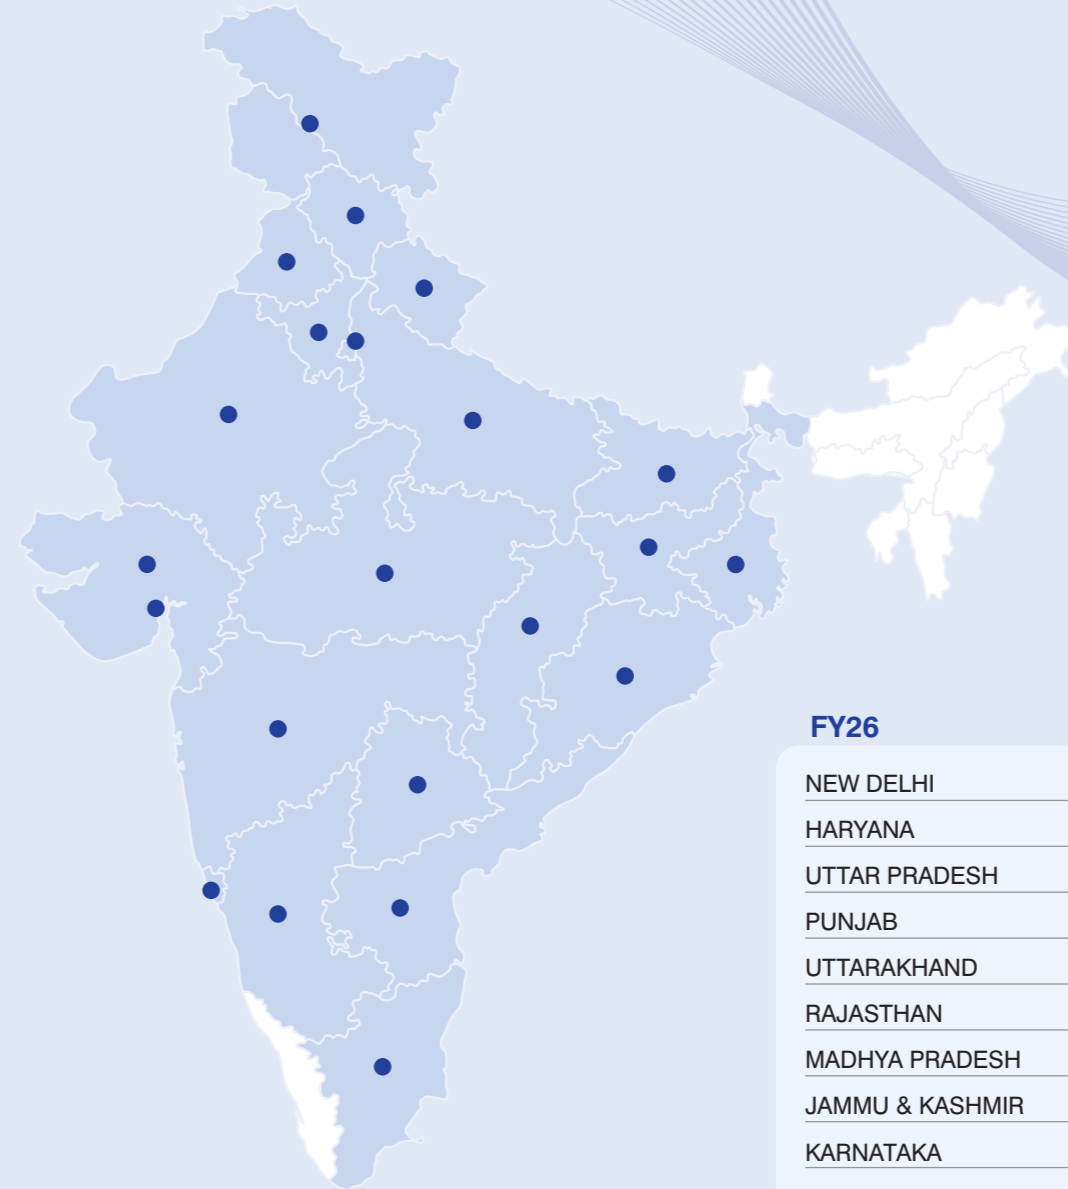 FY26
NEW DELHI
HARYANA
UTTAR PRADESH
PUNJAB
UTTARAKHAND
RAJASTHAN
MADHYA PRADESH
JAMMU & KASHMIR
KARNATAKA